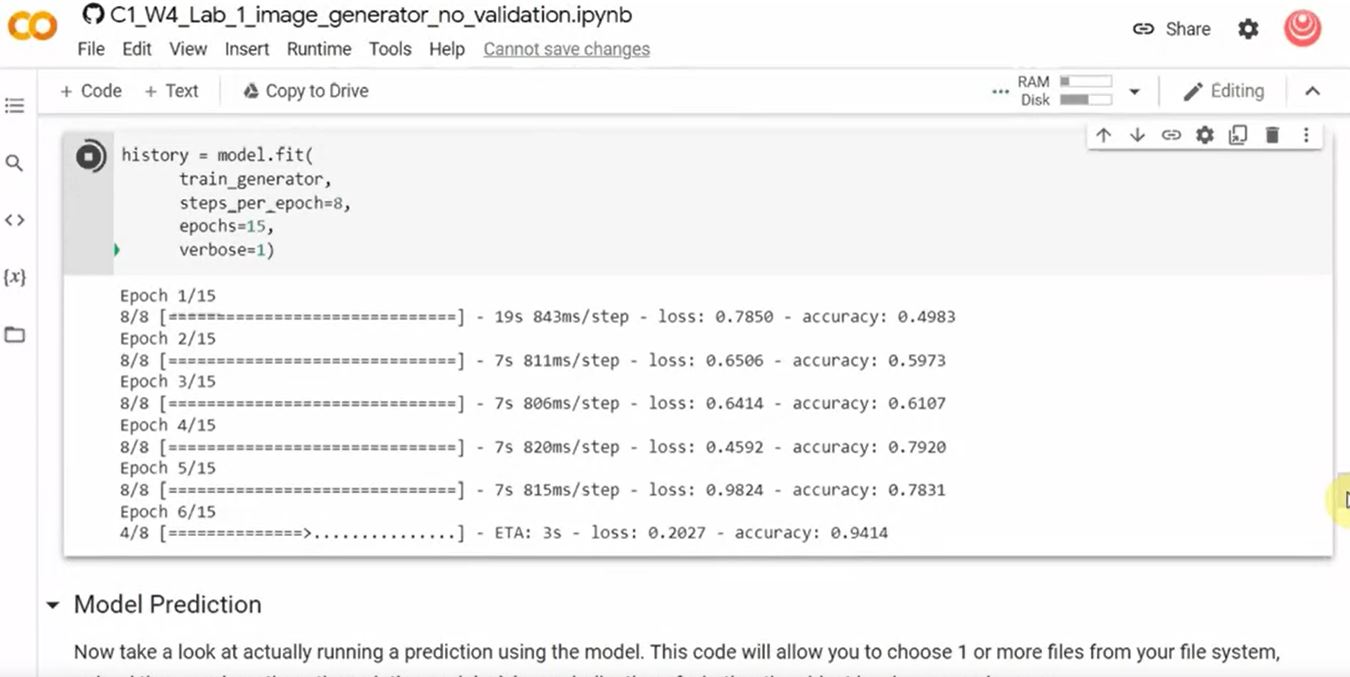 C1_W4_Lab_1_image_generator_no_validation.ipynb
Share
File Edit View Insert Runtime Tools Help Cannot save changes
+ Code + Text Copy to Drive
RAM
Disk
Editing
history = model.fit(
train_generator,
steps_per_epoch=8,
epochs=15,
verbose=1)
Epoch 1/15
8/8 [==============================] - 19s 843ms/step - loss: 0.7850 - accuracy: 0.4983
Epoch 2/15
8/8 [==============================] - 7s 811ms/step - loss: 0.6506 - accuracy: 0.5973
Epoch 3/15
8/8 [==============================] - 7s 806ms/step - loss: 0.6414 - accuracy: 0.6107
Epoch 4/15
8/8 [==============================] - 7s 820ms/step - loss: 0.4592 - accuracy: 0.7920
Epoch 5/15
8/8 [==============================] - 7s 815ms/step - loss: 0.9824 - accuracy: 0.7831
Epoch 6/15
4/8 [==============>...............] - ETA: 3s - loss: 0.2027 - accuracy: 0.9414
Model Prediction
Now take a look at actually running a prediction using the model. This code will allow you to choose 1 or more files from your file system,